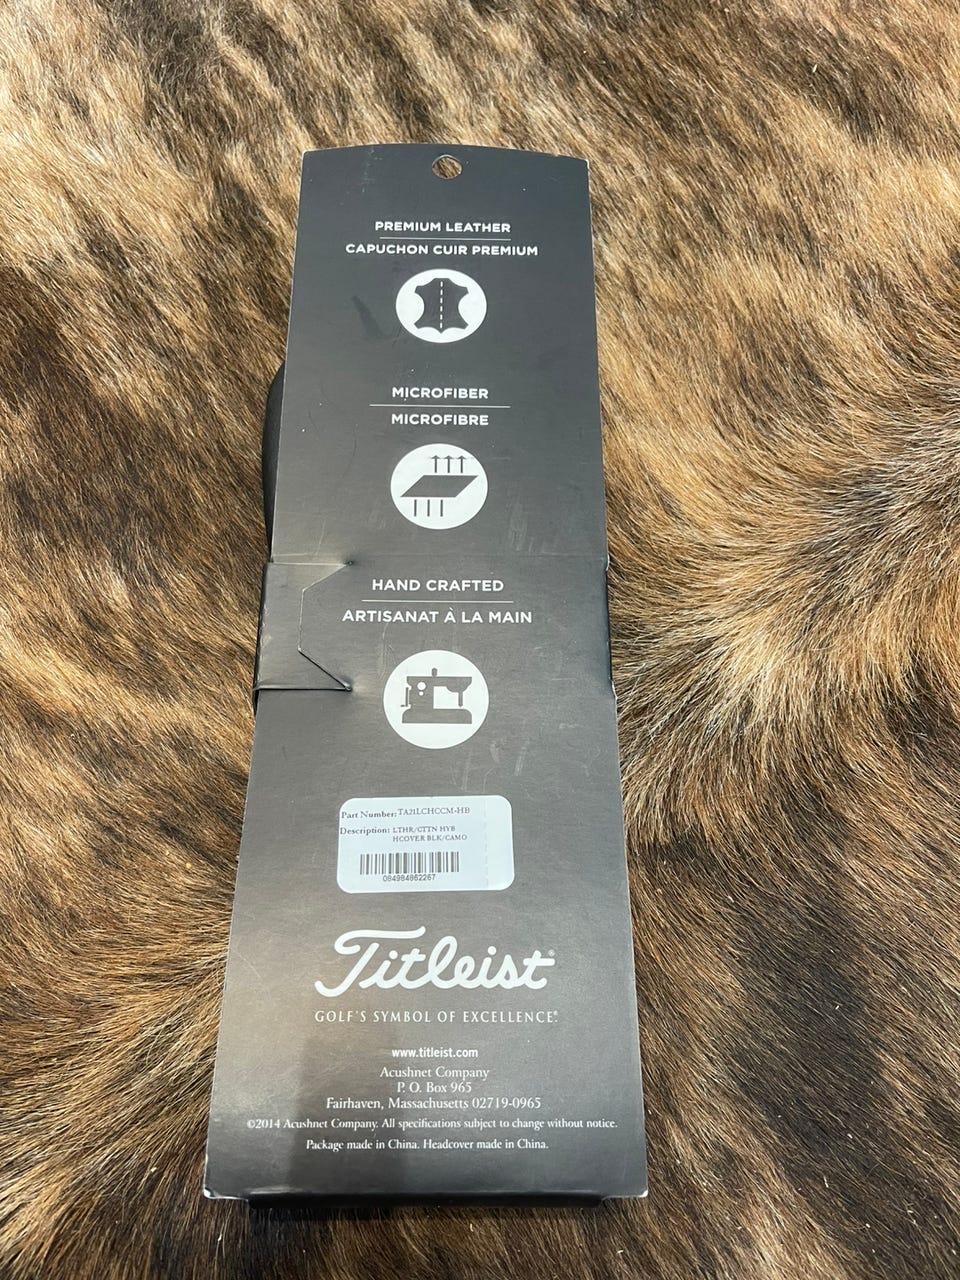 PREMIUM LEATHER
CAPUCHON CUIR PREMIUM
MICROFIBER
MICROFIBRE
HAND CRAFTED
ARTISANAT À LA MAIN
Part Number: TA21LCHCCM-HB
Description: LTHR/CTTN HYB
HCOVER BLK/CAMO
084984862267
Titleist®
GOLF'S SYMBOL OF EXCELLENCE®
www.titleist.com
Acushnet Company
P. O. Box 965
Fairhaven, Massachusetts 02719-0965
©2014 Acushnet Company. All specifications subject to change without notice.
Package made in China. Headcover made in China.